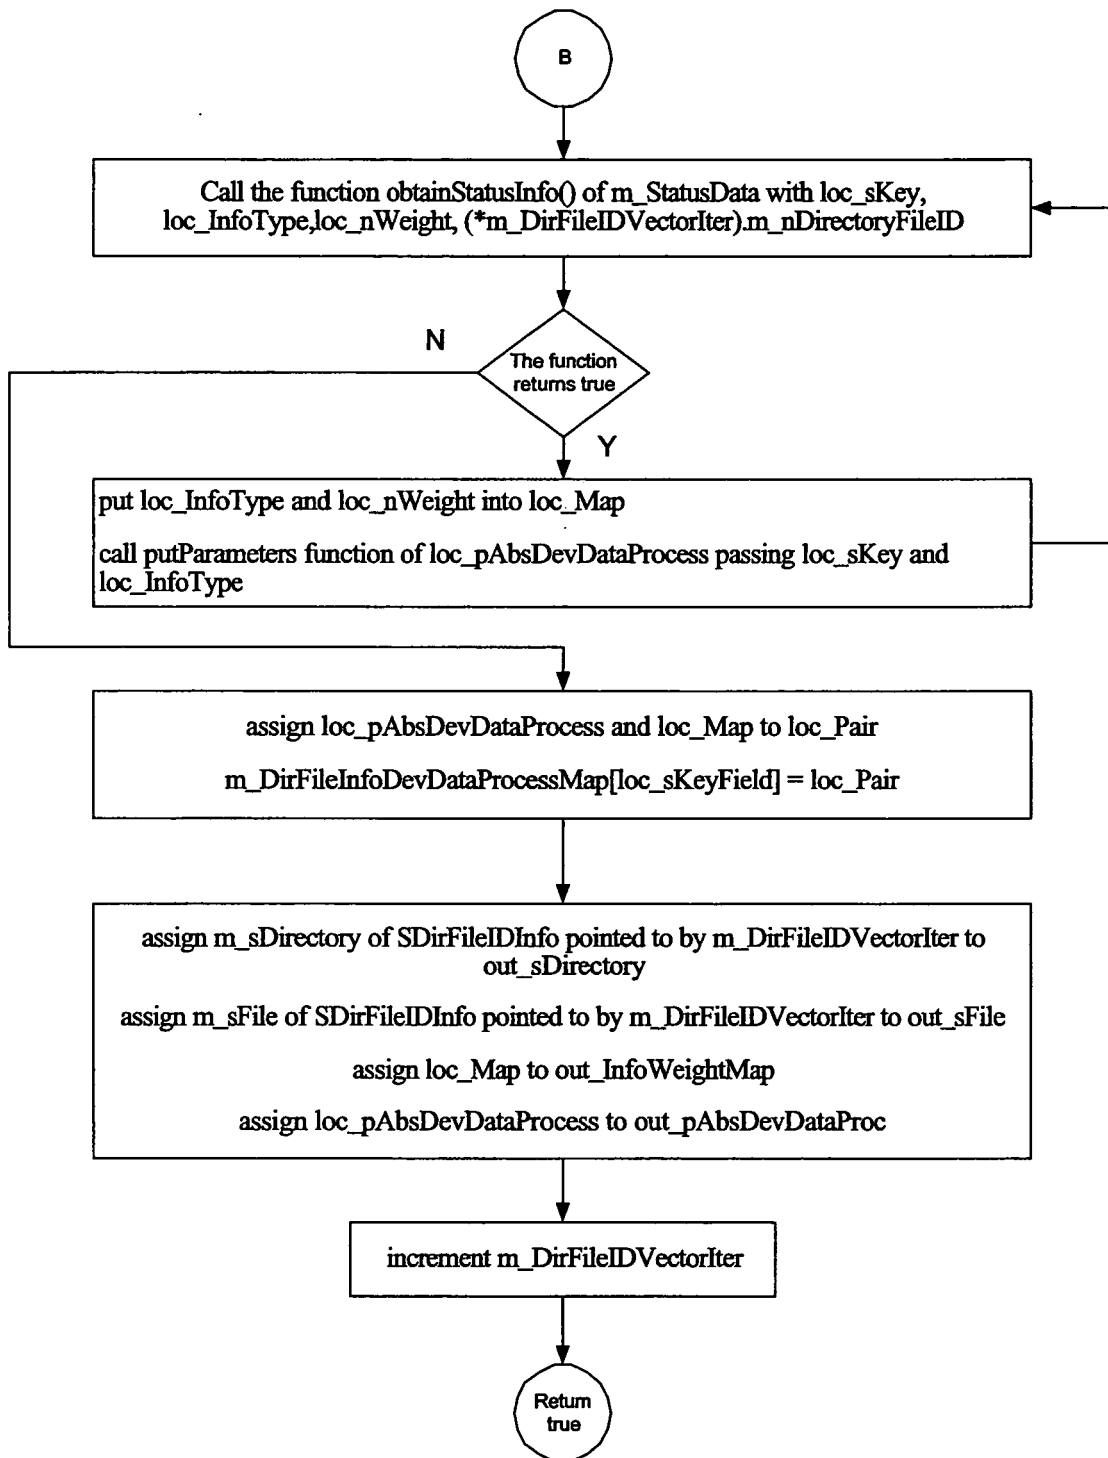 B
Call the function obtainStatusInfo() of m_StatusData with loc_sKey,
loc_InfoType,loc_nWeight, (*m_DirFileIDVectorIter).m_nDirectoryFileID
N
The function
returns true
Y
put loc_InfoType and loc_nWeight into loc_Map
call putParameters function of loc_pAbsDevDataProcess passing loc_sKey and
loc_InfoType
assign loc_pAbsDevDataProcess and loc_Map to loc_Pair
m_DirFileInfoDevDataProcessMap[loc_sKeyField] = loc_Pair
assign m_sDirectory of SDirFileIDInfo pointed to by m_DirFileIDVectorIter to
out_sDirectory
assign m_sFile of SDirFileIDInfo pointed to by m_DirFileIDVectorIter to out_sFile
assign loc_Map to out_InfoWeightMap
assign loc_pAbsDevDataProcess to out_pAbsDevDataProc
increment m_DirFileIDVectorIter
Return
true